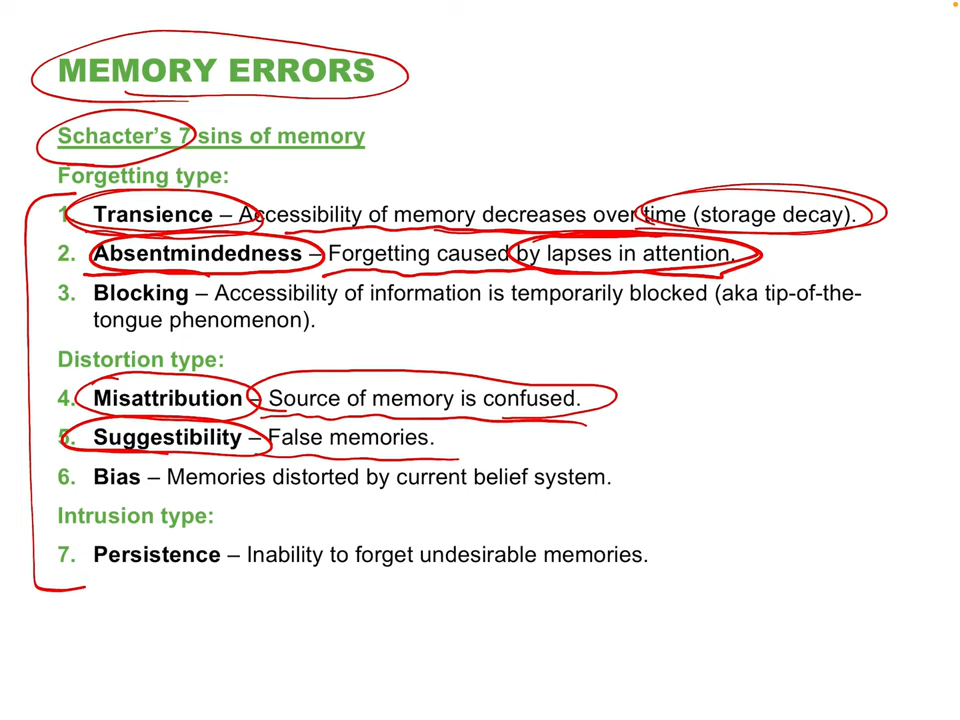 MEMORY ERRORS
Schacter's 7 sins of memory
Forgetting type:
1. Transience – Accessibility of memory decreases over time (storage decay).
2. Absentmindedness – Forgetting caused by lapses in attention.
3. Blocking – Accessibility of information is temporarily blocked (aka tip-of-the-
tongue phenomenon).
Distortion type:
4. Misattribution – Source of memory is confused.
5. Suggestibility – False memories.
6. Bias – Memories distorted by current belief system.
Intrusion type:
7. Persistence – Inability to forget undesirable memories.